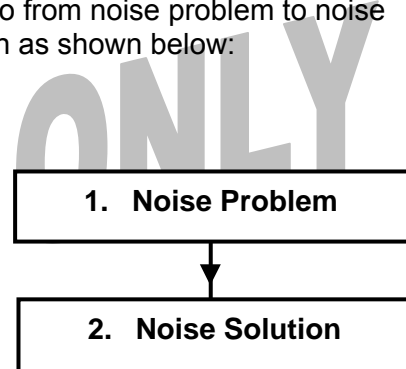 o from noise problem to noise
n as shown below:
ONLY
1. Noise Problem
2. Noise Solution